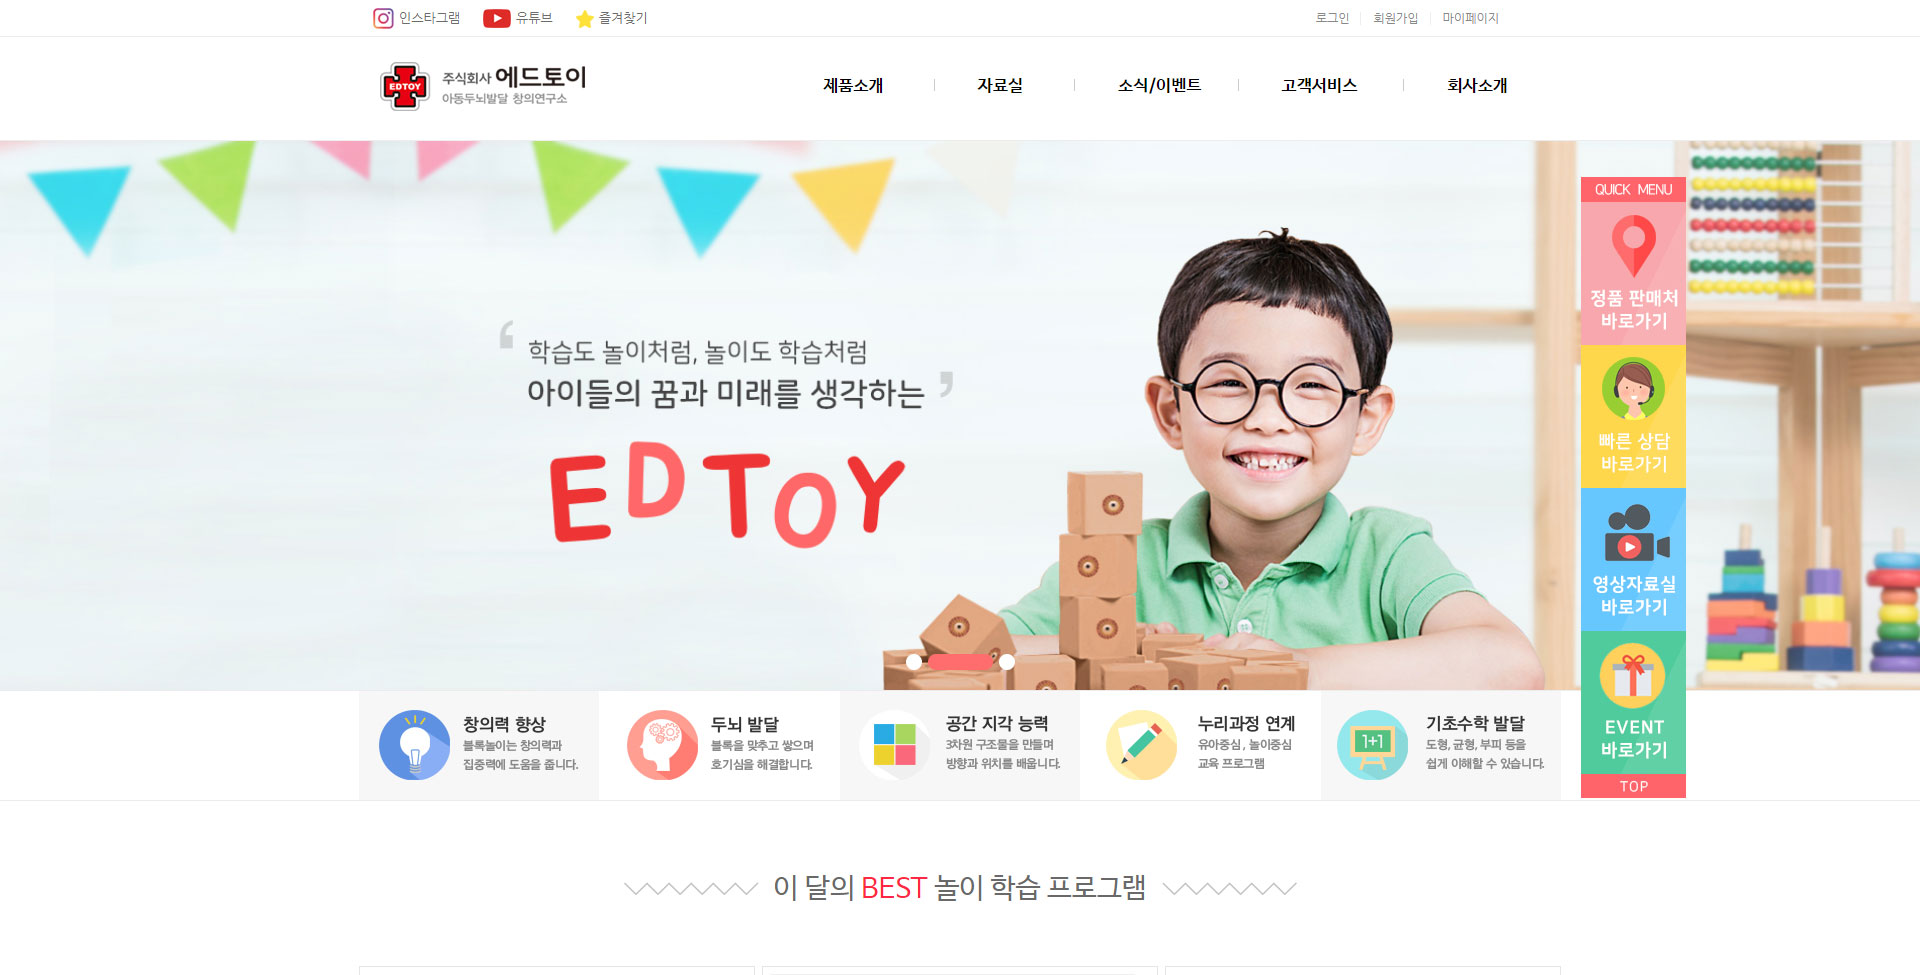 인스타그램
유튜브
즐겨찾기
로그인
회원가입
마이페이지
EDTOY
주식회사 에드토이
아동두뇌발달 창의연구소
제품소개
자료실
소식/이벤트
고객서비스
회사소개
‘ 학습도 놀이처럼, 놀이도 학습처럼
아이들의 꿈과 미래를 생각하는 ’
EDTOY
QUICK MENU
정품 판매처
바로가기
빠른 상담
바로가기
영상자료실
바로가기
EVENT
바로가기
TOP
창의력 향상
블록놀이는 창의력과
집중력에 도움을 줍니다.
두뇌 발달
블록을 맞추고 쌓으며
호기심을 해결합니다.
공간 지각 능력
3차원 구조물을 만들며
방향과 위치를 배웁니다.
누리과정 연계
유아중심 , 놀이중심
교육 프로그램
1+1
기초수학 발달
도형, 균형, 부피 등을
쉽게 이해할 수 있습니다.
이 달의 BEST 놀이 학습 프로그램